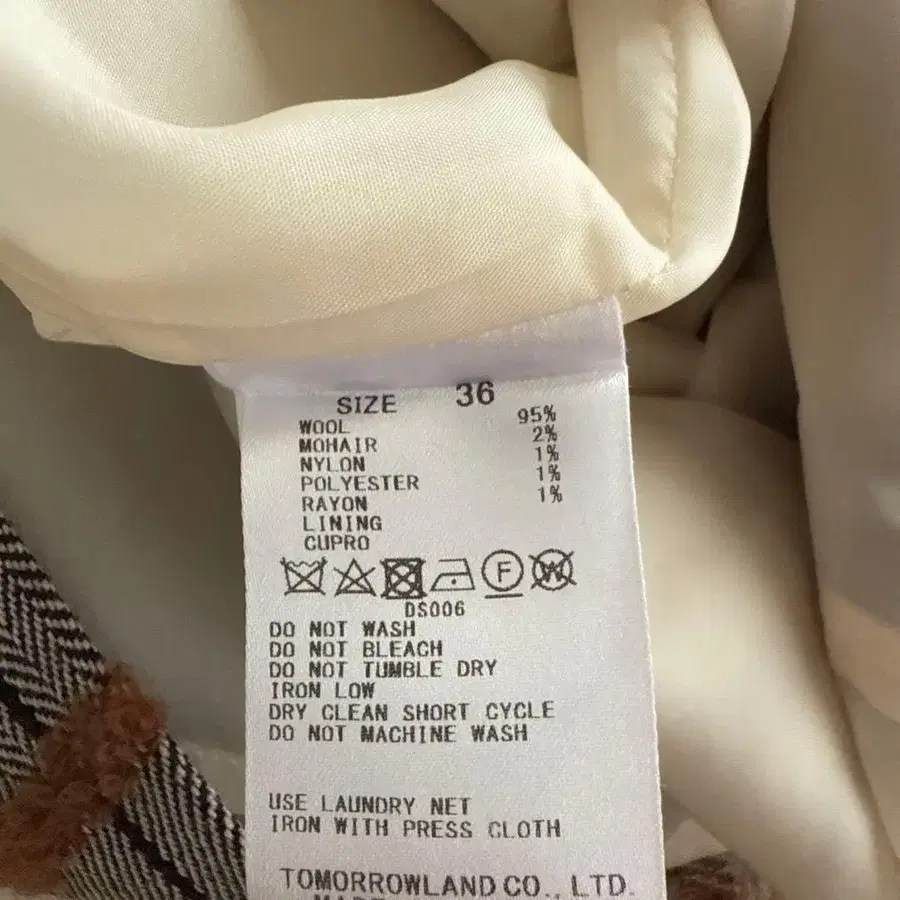 SIZE 36
WOOL 95%
MOHAIR 2%
NYLON 1%
POLYESTER 1%
RAYON 1%
LINING
CUPRO
F W
DS006
DO NOT WASH
DO NOT BLEACH
DO NOT TUMBLE DRY
IRON LOW
DRY CLEAN SHORT CYCLE
DO NOT MACHINE WASH
USE LAUNDRY NET
IRON WITH PRESS CLOTH
TOMORROWLAND CO., LTD.